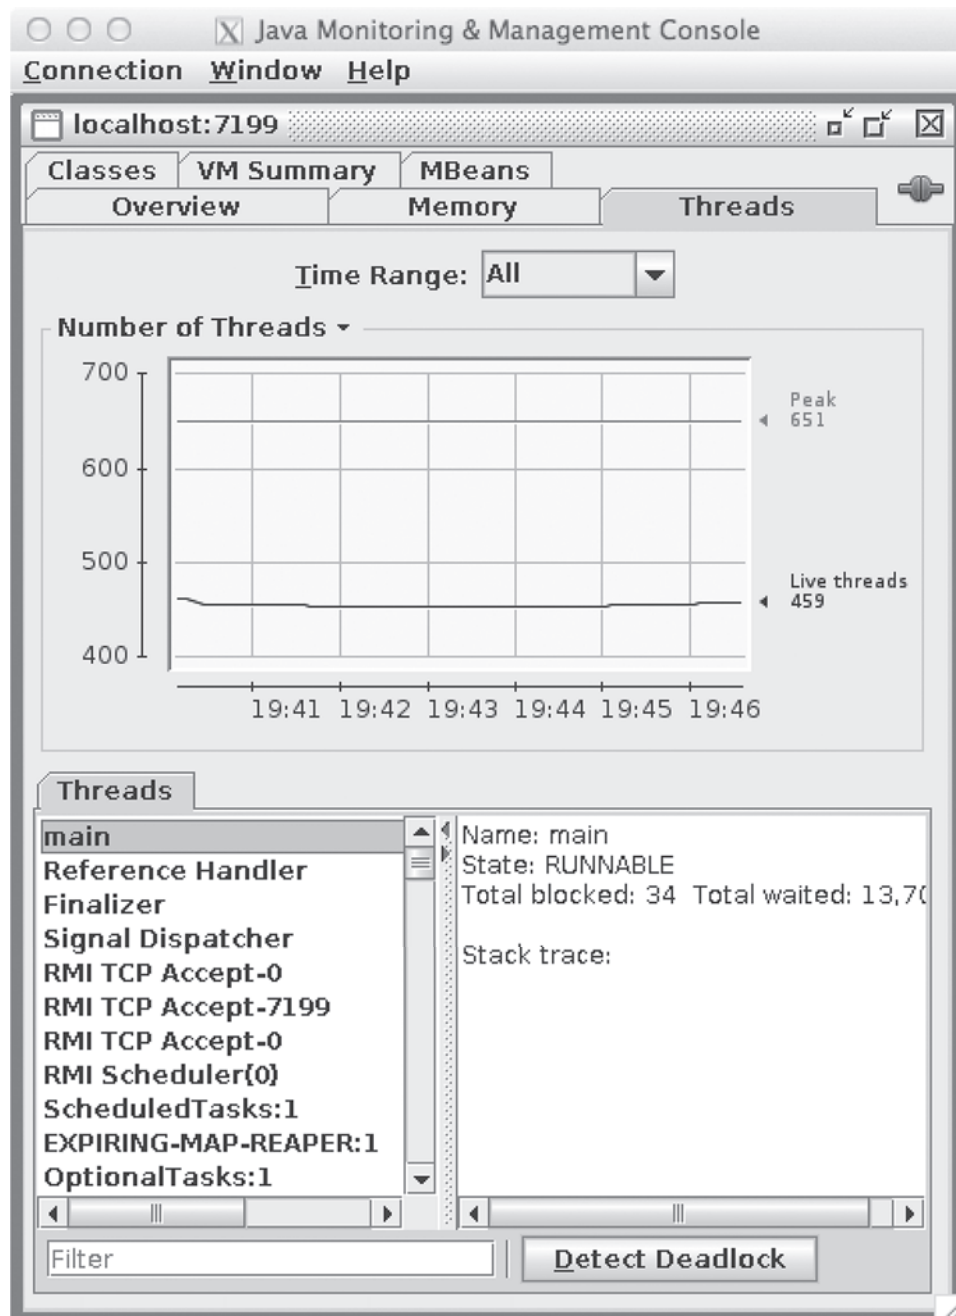 Java Monitoring & Management Console
Connection Window Help
localhost:7199
Classes VM Summary MBeans
Overview Memory Threads
Time Range: All
Number of Threads
700
Peak
651
600
500
Live threads
459
400
19:41 19:42 19:43 19:44 19:45 19:46
Threads
main
Reference Handler
Finalizer
Signal Dispatcher
RMI TCP Accept-0
RMI TCP Accept-7199
RMI TCP Accept-0
RMI Scheduler(0)
ScheduledTasks:1
EXPIRING-MAP-REAPER:1
OptionalTasks:1
Name: main
State: RUNNABLE
Total blocked: 34 Total waited: 13,70
Stack trace:
Filter
Detect Deadlock